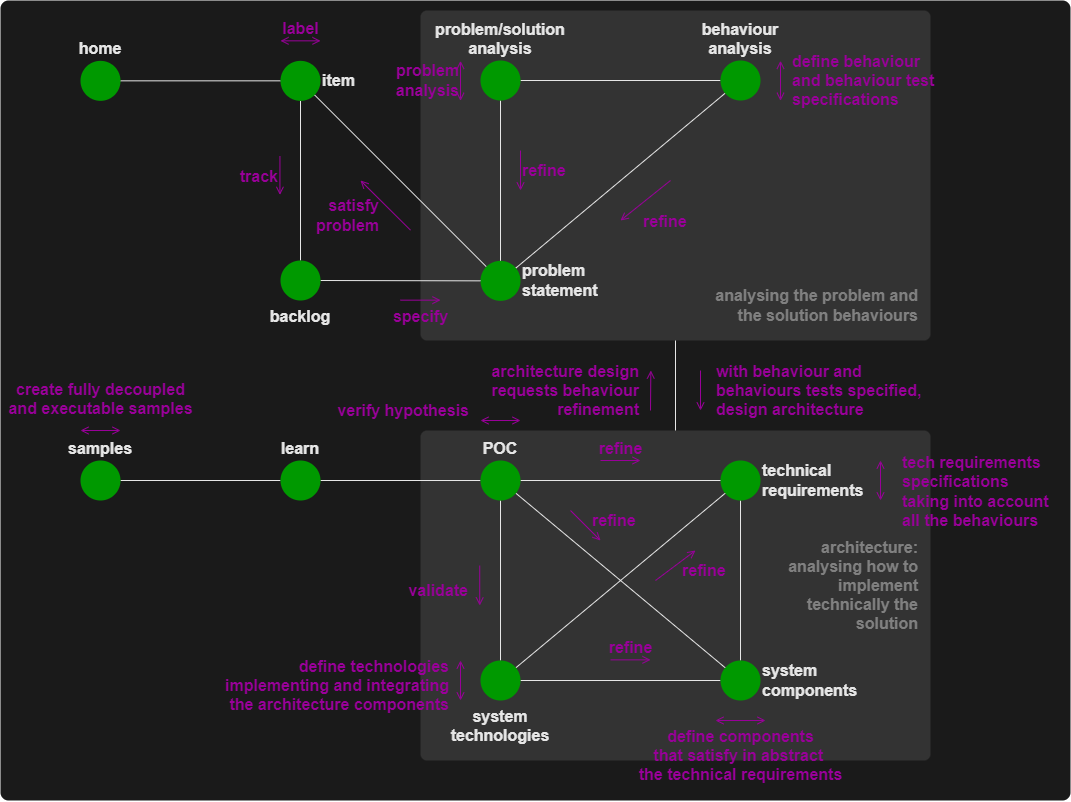 label
home
item
problem/solution
analysis
behaviour
analysis
problem
analysis
define behaviour
and behaviour test
specifications
track
refine
satisfy
problem
refine
problem
statement
backlog
specify
analysing the problem and
the solution behaviours
create fully decoupled
and executable samples
verify hypothesis
architecture design
requests behaviour
refinement
with behaviour and
behaviours tests specified,
design architecture
samples
learn
POC
refine
technical
requirements
tech requirements
specifications
taking into account
all the behaviours
refine
architecture:
analysing how to
implement
technically the
solution
validate
refine
refine
define technologies
implementing and integrating
the architecture components
system
technologies
system
components
define components
that satisfy in abstract
the technical requirements